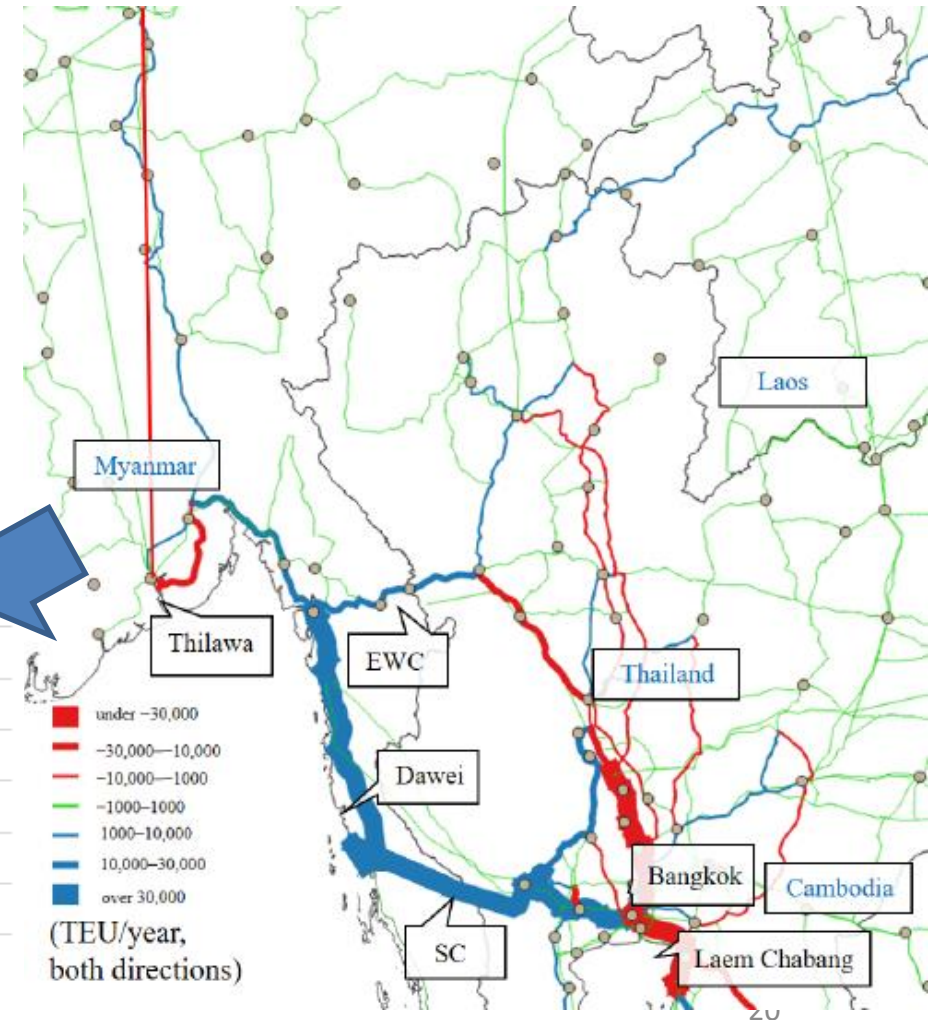 Laos
Myanmar
Thilawa
EWC
Thailand
Dawei
Bangkok
Cambodia
SC
Laem Chabang
under −30,000
−30,000—10,000
−10,000—1000
−1000–1000
1000–10,000
10,000–30,000
over 30,000
(TEU/year,
both directions)
20